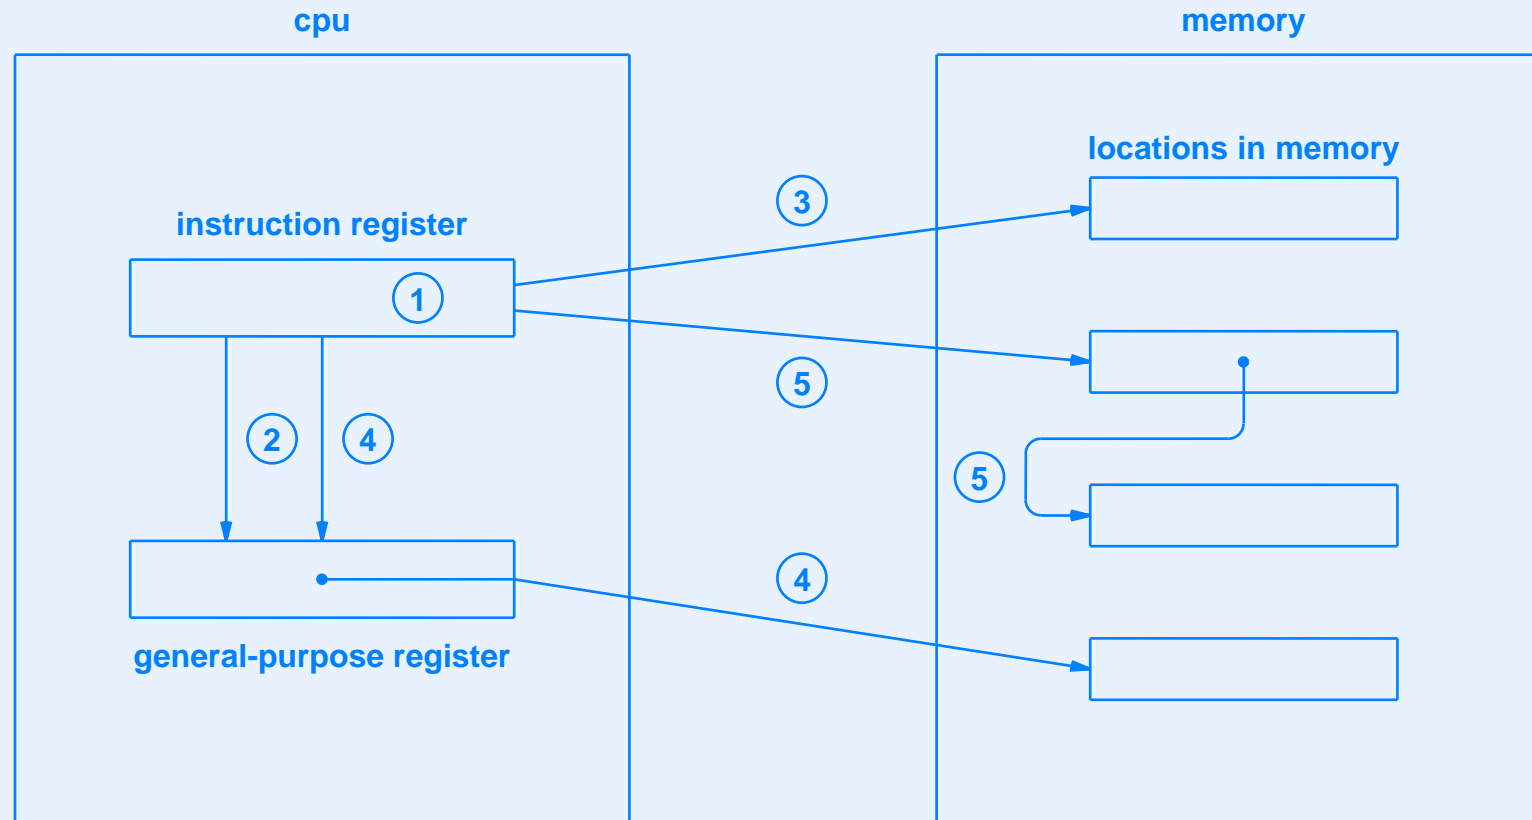 cpu
memory
locations in memory
3
instruction register
1
5
2
4
5
4
general-purpose register